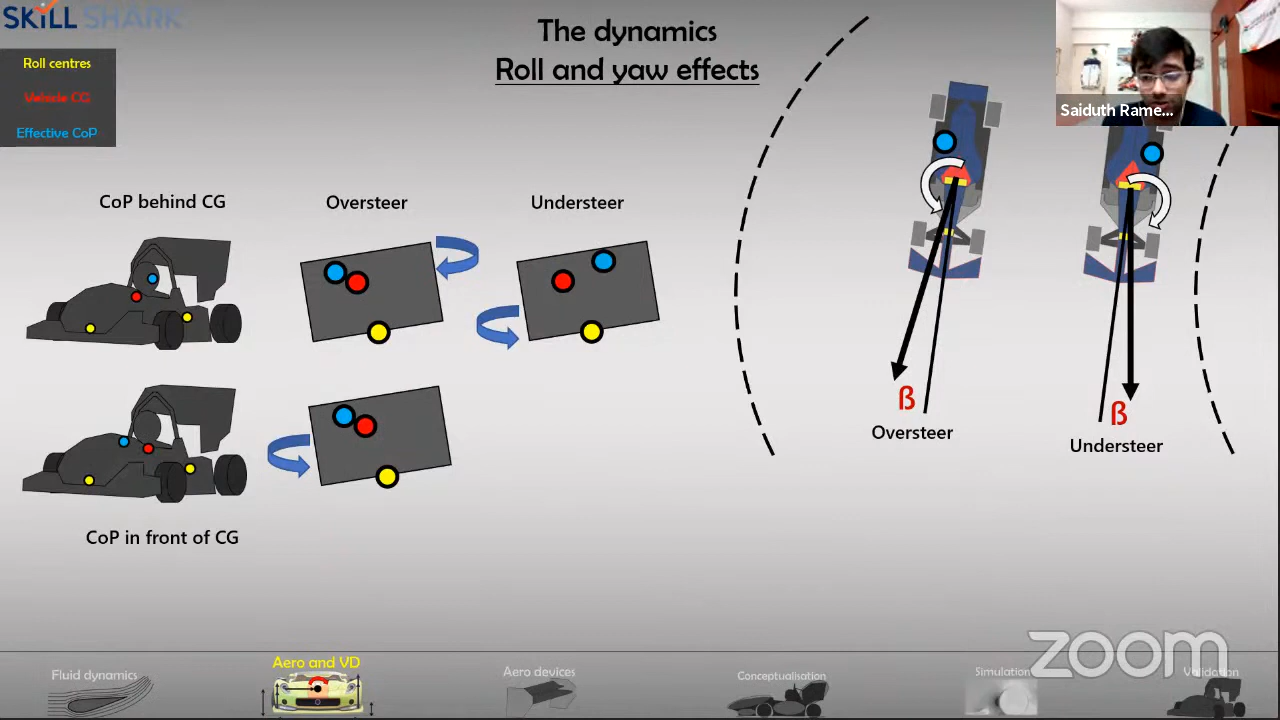 SKILL SHARK
The dynamics
Roll and yaw effects
Roll centres
Vehicle CG
Effective CoP
Saiduth Rame...
CoP behind CG
Oversteer
Understeer
ß
ß
Oversteer
Understeer
CoP in front of CG
Fluid dynamics
Aero and VD
Aero devices
Conceptualisation
Simulation
Validation
zoom